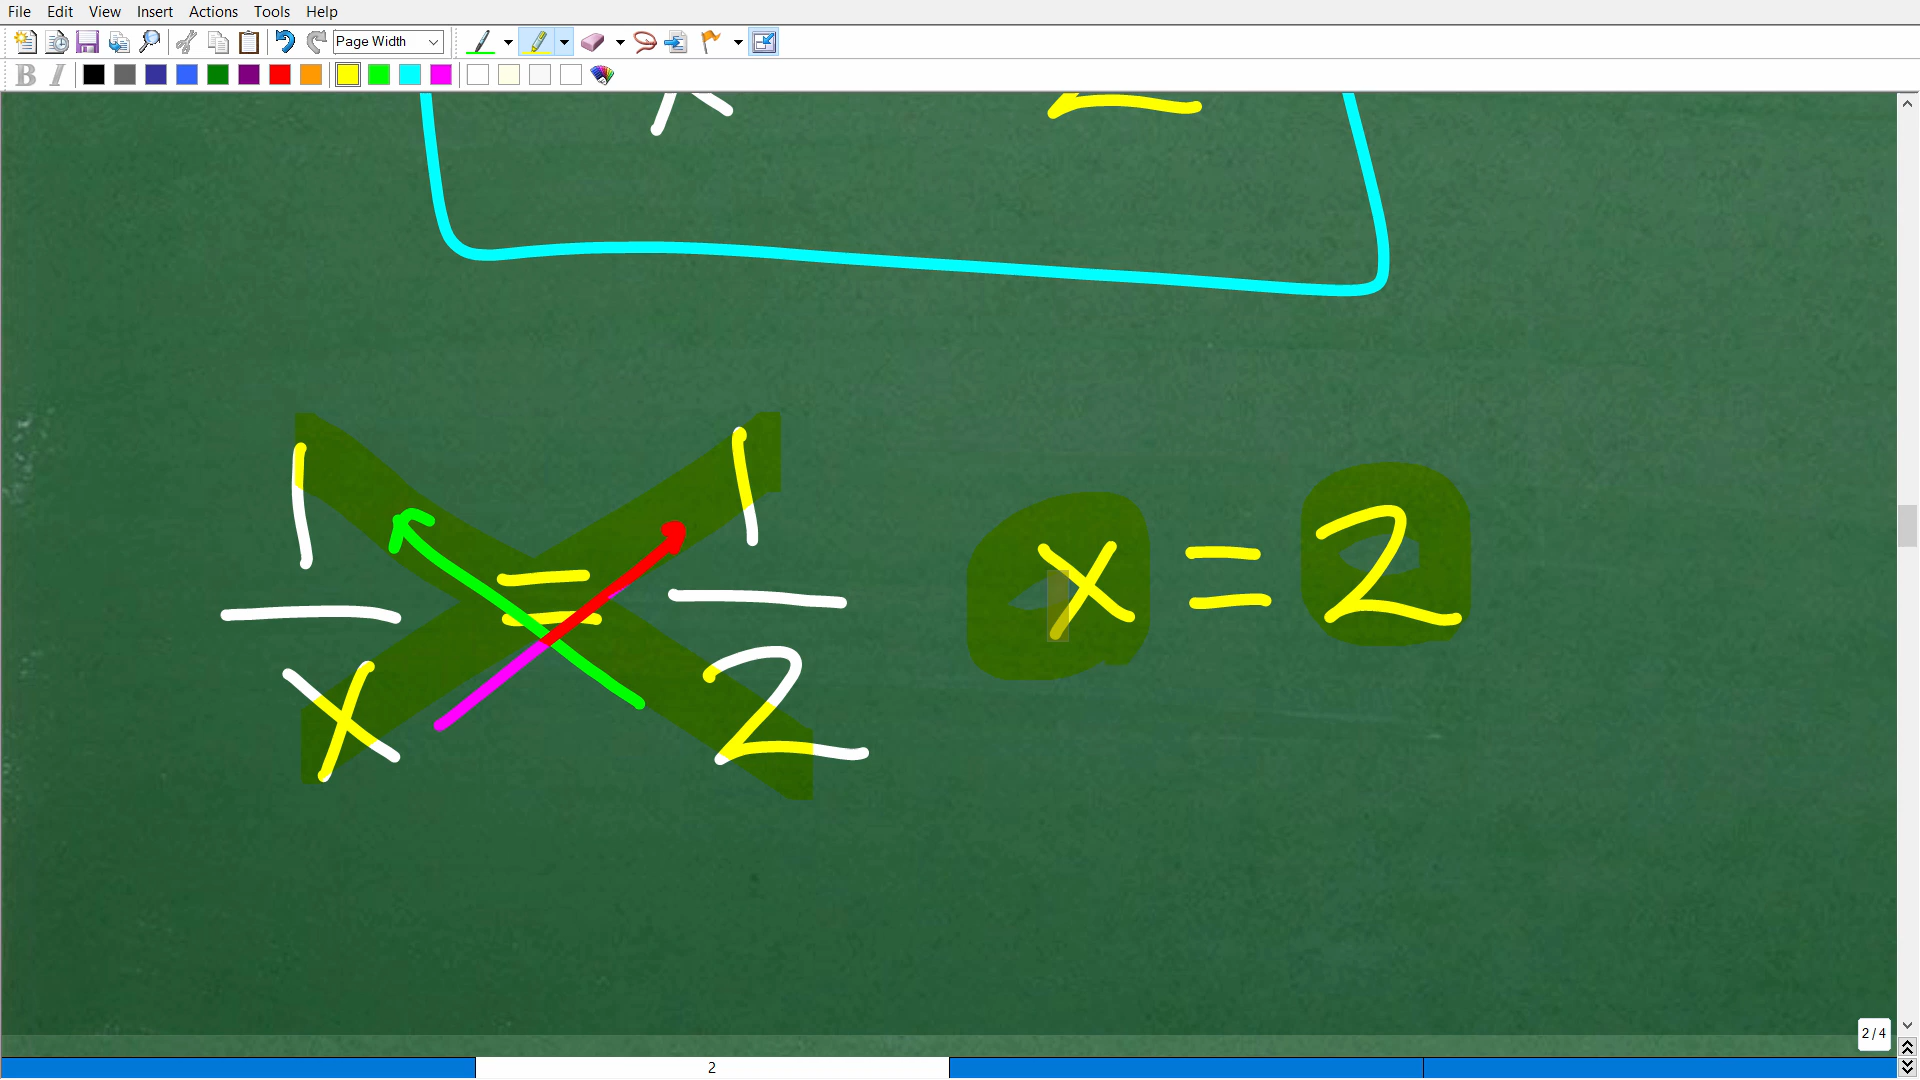 File Edit View Insert Actions Tools Help
Page Width
B I
1/x = 1/2
x = 2
2/4
2